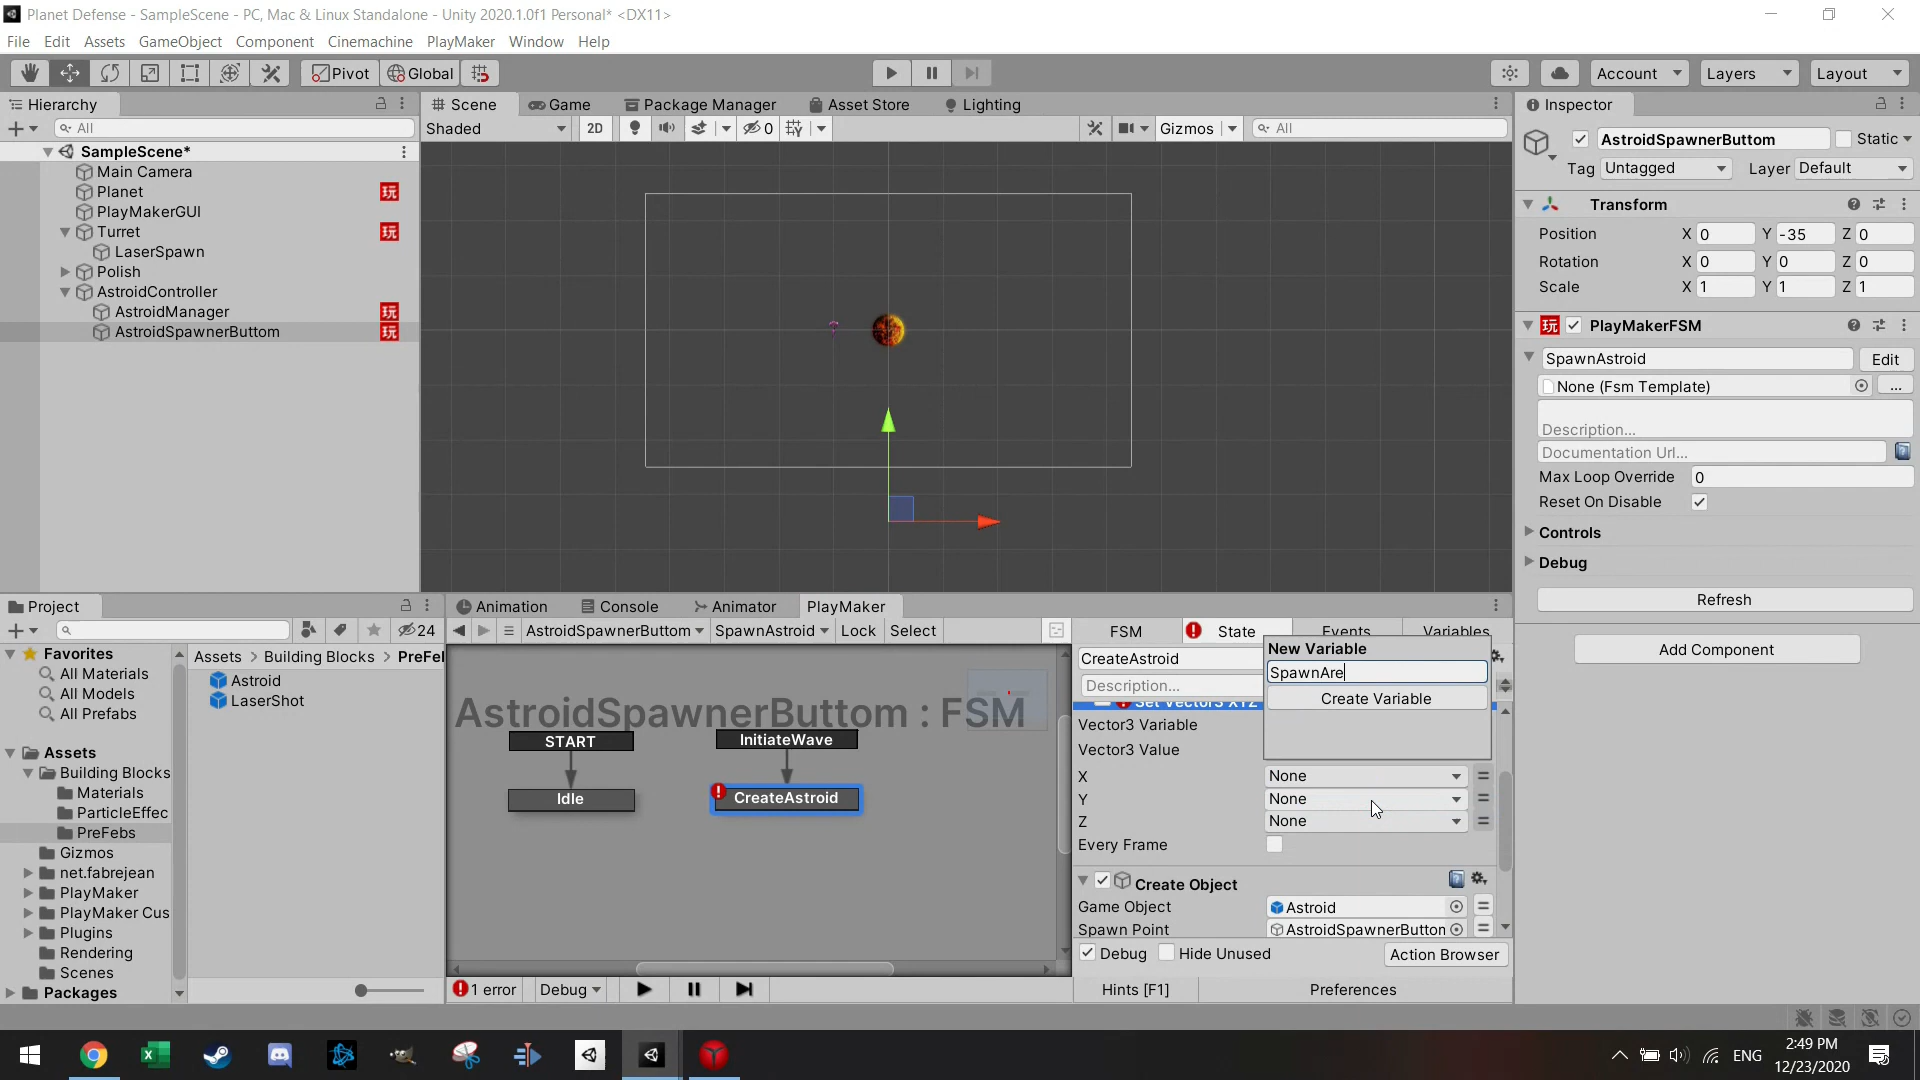 Planet Defense - SampleScene - PC, Mac & Linux Standalone - Unity 2020.1.0f1 Personal* <DX11>
File Edit Assets GameObject Component Cinemachine PlayMaker Window Help
Pivot Global Account Layers Layout
Hierarchy
All
SampleScene*
Main Camera
Planet 玩
PlayMakerGUI
Turret 玩
LaserSpawn
Polish
AstroidController
AstroidManager 玩
AstroidSpawnerButtom 玩
Scene Game Package Manager Asset Store Lighting
Shaded 2D 0 Gizmos All
Inspector
AstroidSpawnerButtom Static
Tag Untagged Layer Default
Transform
Position X 0 Y -35 Z 0
Rotation X 0 Y 0 Z 0
Scale X 1 Y 1 Z 1
玩 PlayMakerFSM
SpawnAstroid Edit
None (Fsm Template) ...
Description...
Documentation Url...
Max Loop Override 0
Reset On Disable
Controls
Debug
Refresh
Add Component
Project
24
Favorites
All Materials
All Models
All Prefabs
Assets
Building Blocks
Materials
ParticleEffec
PreFebs
Gizmos
net.fabrejean
PlayMaker
PlayMaker Cus
Plugins
Rendering
Scenes
Packages
Assets > Building Blocks > PreFel
Astroid
LaserShot
Animation Console Animator PlayMaker
AstroidSpawnerButtom SpawnAstroid Lock Select
AstroidSpawnerButtom : FSM
START
Idle
InitiateWave
CreateAstroid
1 error Debug
FSM State Events Variables
CreateAstroid
Description...
New Variable
SpawnAre
Create Variable
Set Vector3 XYZ
Vector3 Variable
Vector3 Value
X None
Y None
Z None
Every Frame
Create Object
Game Object Astroid
Spawn Point AstroidSpawnerButton
Debug Hide Unused Action Browser
Hints [F1] Preferences
ENG
2:49 PM
12/23/2020